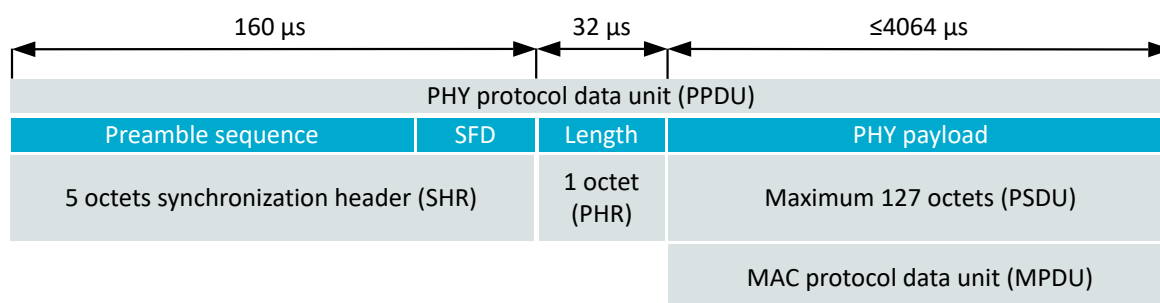 160 µs 32 µs ≤4064 µs
PHY protocol data unit (PPDU)
Preamble sequence SFD Length PHY payload
5 octets synchronization header (SHR)
1 octet
(PHR)
Maximum 127 octets (PSDU)
MAC protocol data unit (MPDU)